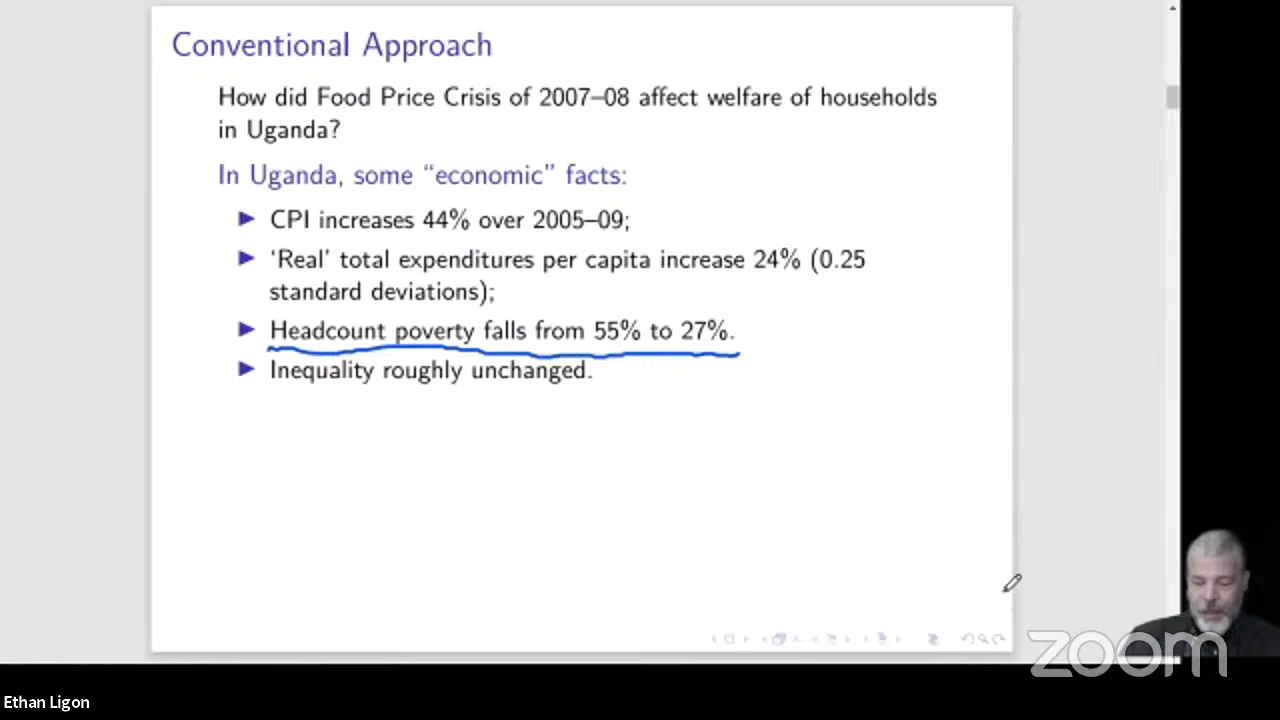 Conventional Approach
How did Food Price Crisis of 2007–08 affect welfare of households
in Uganda?
In Uganda, some “economic” facts:
CPI increases 44% over 2005–09;
‘Real’ total expenditures per capita increase 24% (0.25
standard deviations);
Headcount poverty falls from 55% to 27%.
Inequality roughly unchanged.
zoom
Ethan Ligon